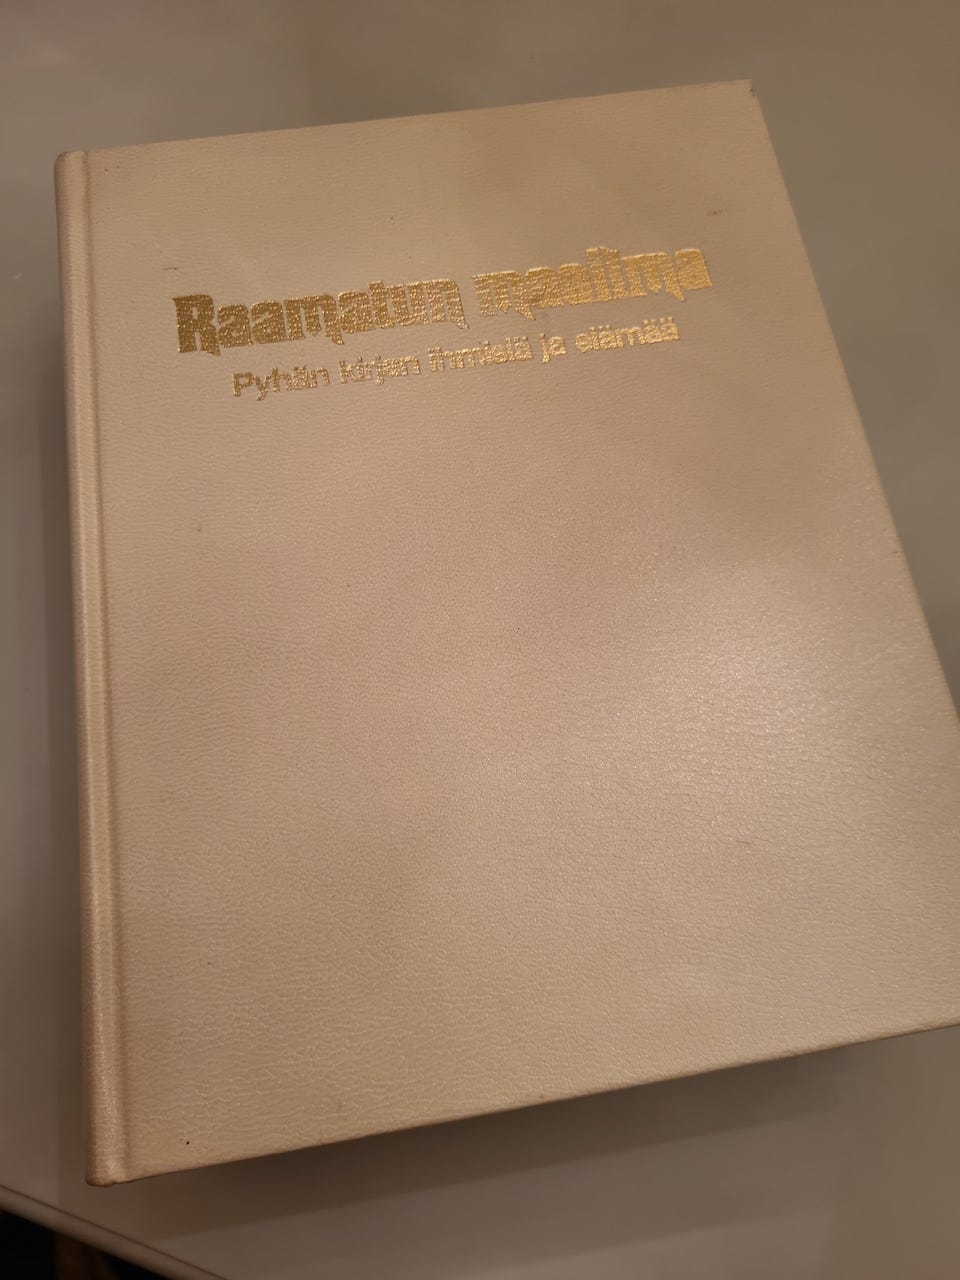 Raamatun maailma
Pyhän kirjan ihmisiä ja elämää